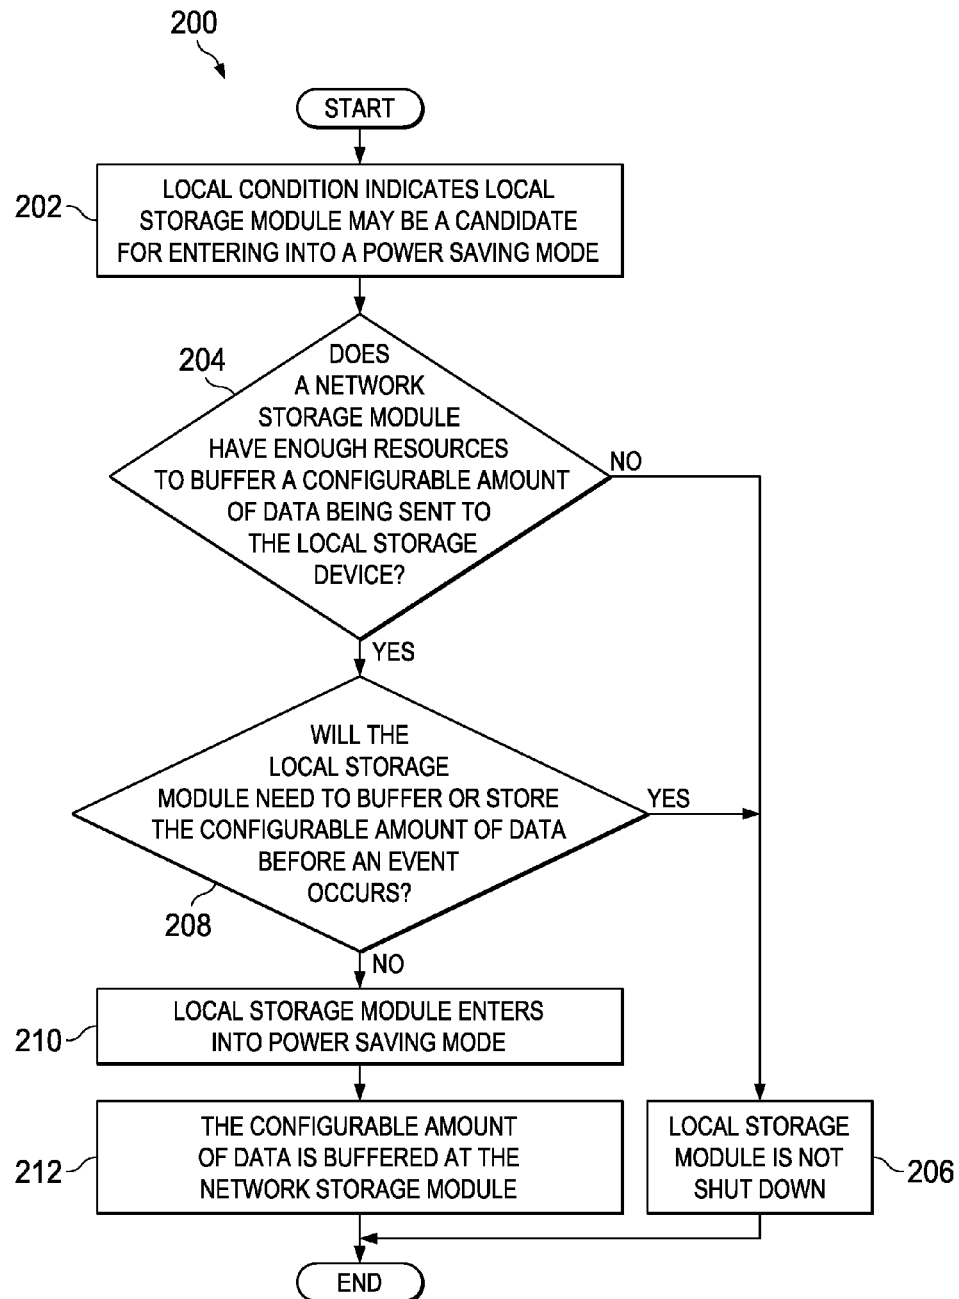 200
START
202
LOCAL CONDITION INDICATES LOCAL
STORAGE MODULE MAY BE A CANDIDATE
FOR ENTERING INTO A POWER SAVING MODE
204
DOES
A NETWORK
STORAGE MODULE
HAVE ENOUGH RESOURCES
TO BUFFER A CONFIGURABLE AMOUNT
OF DATA BEING SENT TO
THE LOCAL STORAGE
DEVICE?
NO
YES
WILL THE
LOCAL STORAGE
MODULE NEED TO BUFFER OR STORE
THE CONFIGURABLE AMOUNT OF DATA
BEFORE AN EVENT
OCCURS?
YES
208
NO
210
LOCAL STORAGE MODULE ENTERS
INTO POWER SAVING MODE
212
THE CONFIGURABLE AMOUNT
OF DATA IS BUFFERED AT THE
NETWORK STORAGE MODULE
LOCAL STORAGE
MODULE IS NOT
SHUT DOWN
206
END